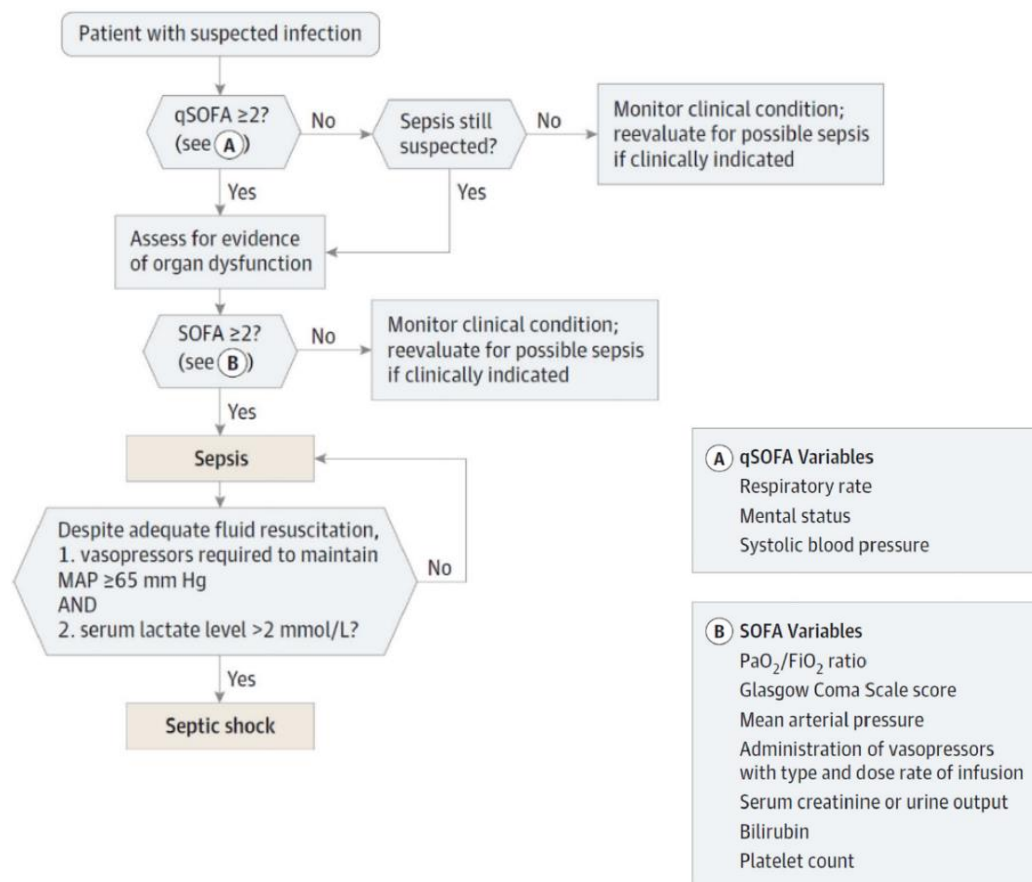 Patient with suspected infection
qSOFA ≥2?
(see A)
No
Sepsis still
suspected?
No
Monitor clinical condition;
reevaluate for possible sepsis
if clinically indicated
Yes
Yes
Assess for evidence
of organ dysfunction
SOFA ≥2?
(see B)
No
Monitor clinical condition;
reevaluate for possible sepsis
if clinically indicated
Yes
Sepsis
Despite adequate fluid resuscitation,
1. vasopressors required to maintain
MAP ≥65 mm Hg
AND
2. serum lactate level >2 mmol/L?
No
Yes
Septic shock
A qSOFA Variables
Respiratory rate
Mental status
Systolic blood pressure
B SOFA Variables
PaO₂/FiO₂ ratio
Glasgow Coma Scale score
Mean arterial pressure
Administration of vasopressors
with type and dose rate of infusion
Serum creatinine or urine output
Bilirubin
Platelet count